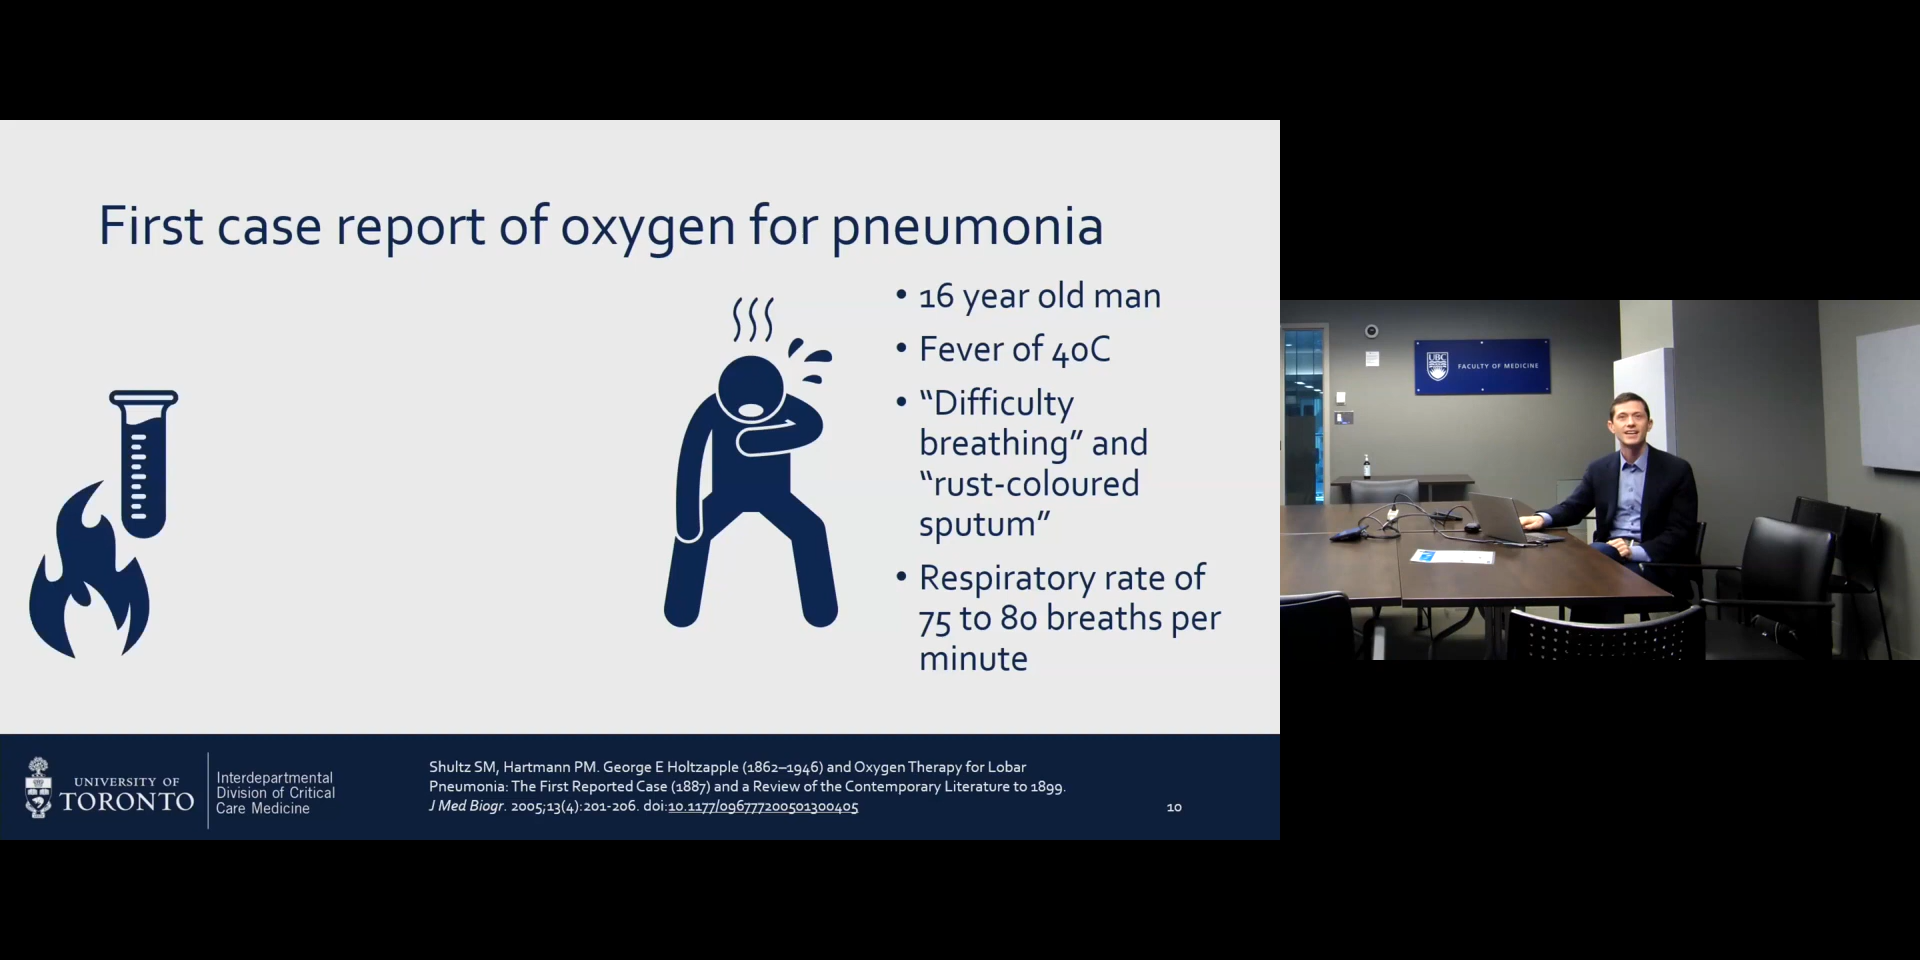 First case report of oxygen for pneumonia
• 16 year old man
• Fever of 40C
• “Difficulty
breathing” and
“rust-coloured
sputum”
• Respiratory rate of
75 to 80 breaths per
minute
UNIVERSITY OF
TORONTO
Interdepartmental
Division of Critical
Care Medicine
Shultz SM, Hartmann PM. George E Holtzapple (1862–1946) and Oxygen Therapy for Lobar
Pneumonia: The First Reported Case (1887) and a Review of the Contemporary Literature to 1899.
J Med Biogr. 2005;13(4):201-206. doi:10.1177/096777200501300405
10
UBC
FACULTY OF MEDICINE